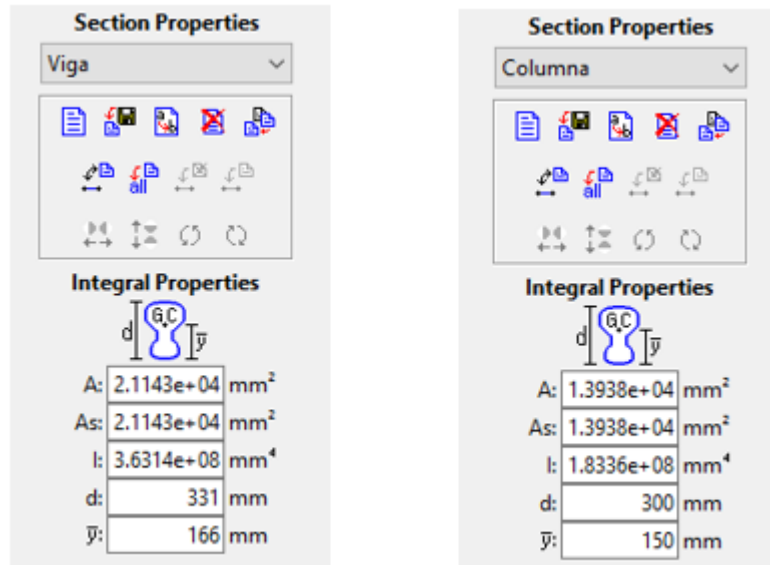 Section Properties
Viga
all
Integral Properties
G.C
d
y̅
A: 2.1143e+04 mm²
As: 2.1143e+04 mm²
I: 3.6314e+08 mm⁴
d: 331 mm
y̅: 166 mm
Section Properties
Columna
all
Integral Properties
G.C
d
y̅
A: 1.3938e+04 mm²
As: 1.3938e+04 mm²
I: 1.8336e+08 mm⁴
d: 300 mm
y̅: 150 mm